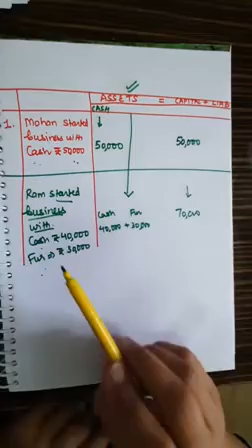 ASSETS = CAPITAL + LIAB
CASH
1. Mohan started
business with
Cash ₹50,000 50,000 50,000
Ram started
business Cash Fur 70,000
with 40,000 + 30,000
Cash ₹40,000
Fur ₹30,000